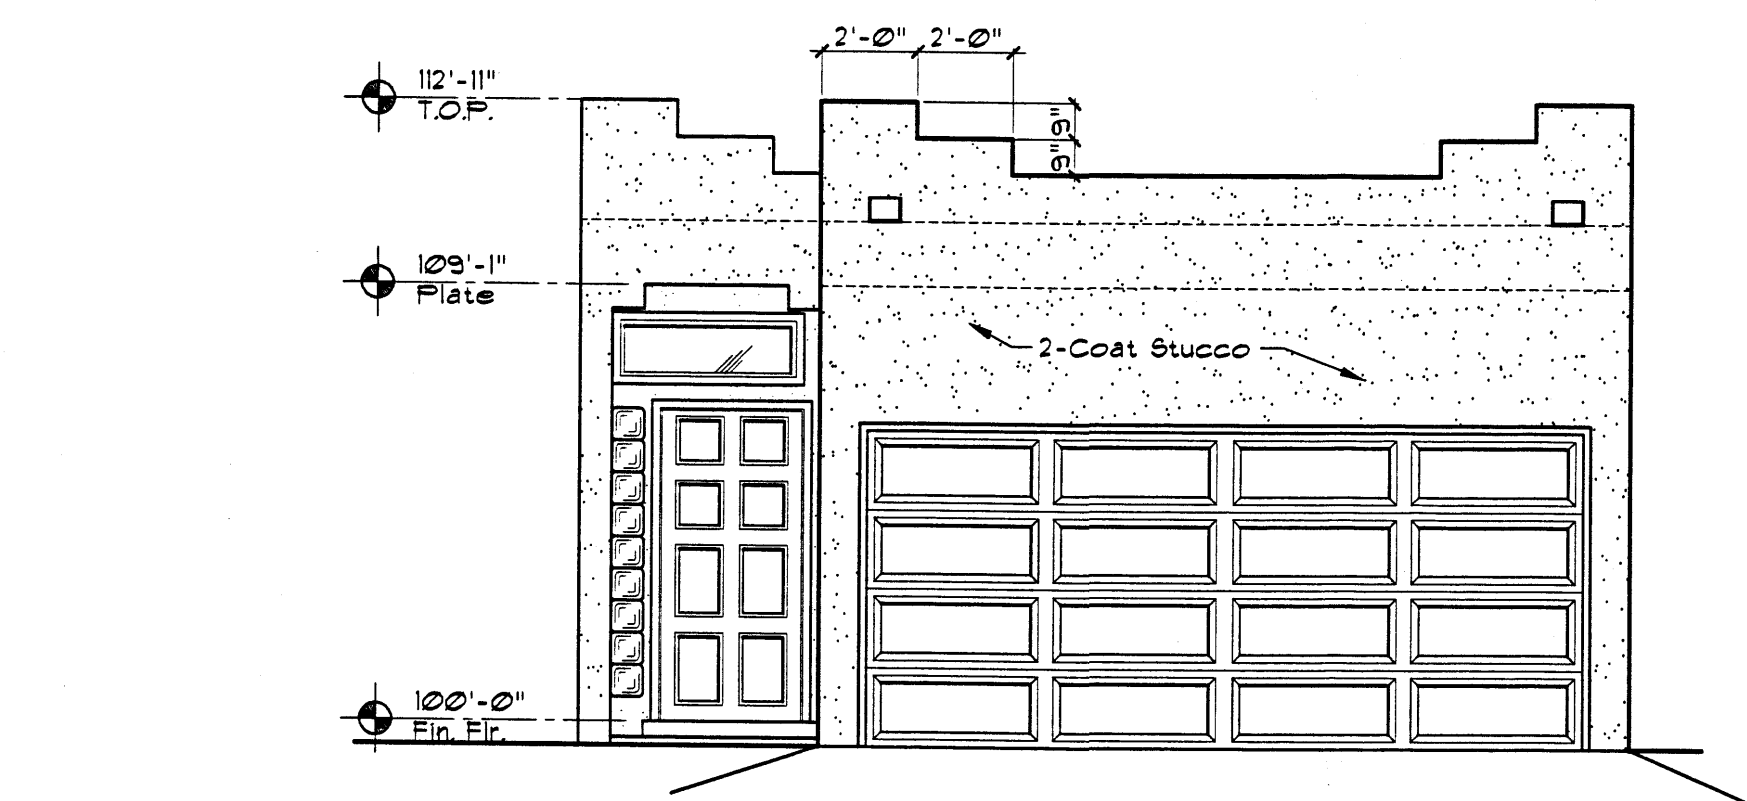 2'-0" 2'-0"
112'-11"
T.O.P.
9"
9"
109'-1"
Plate
2-Coat Stucco
100'-0"
Fin. Flr.